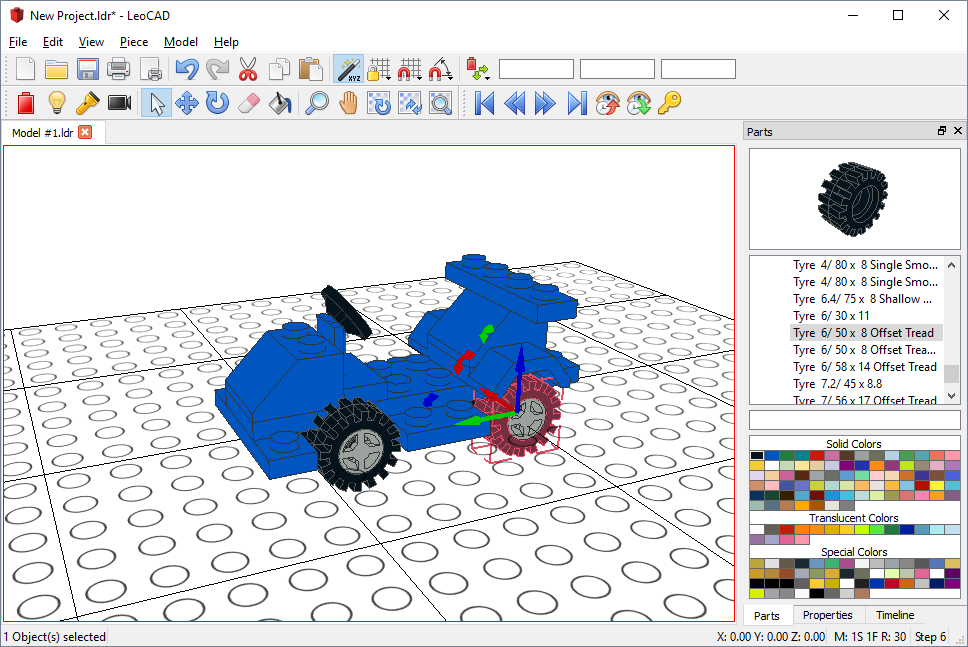 New Project.ldr* - LeoCAD
File Edit View Piece Model Help
XYZ
Model #1.ldr
Parts
Tyre 4/ 80 x 8 Single Smo...
Tyre 4/ 80 x 8 Single Smo...
Tyre 6.4/ 75 x 8 Shallow ...
Tyre 6/ 30 x 11
Tyre 6/ 50 x 8 Offset Tread
Tyre 6/ 50 x 8 Offset Trea...
Tyre 6/ 58 x 14 Offset Tread
Tyre 7.2/ 45 x 8.8
Tyre 7/ 56 x 17 Offset Tread
Solid Colors
Translucent Colors
Special Colors
Parts Properties Timeline
1 Object(s) selected
X: 0.00 Y: 0.00 Z: 0.00 M: 1S 1F R: 30 Step 6